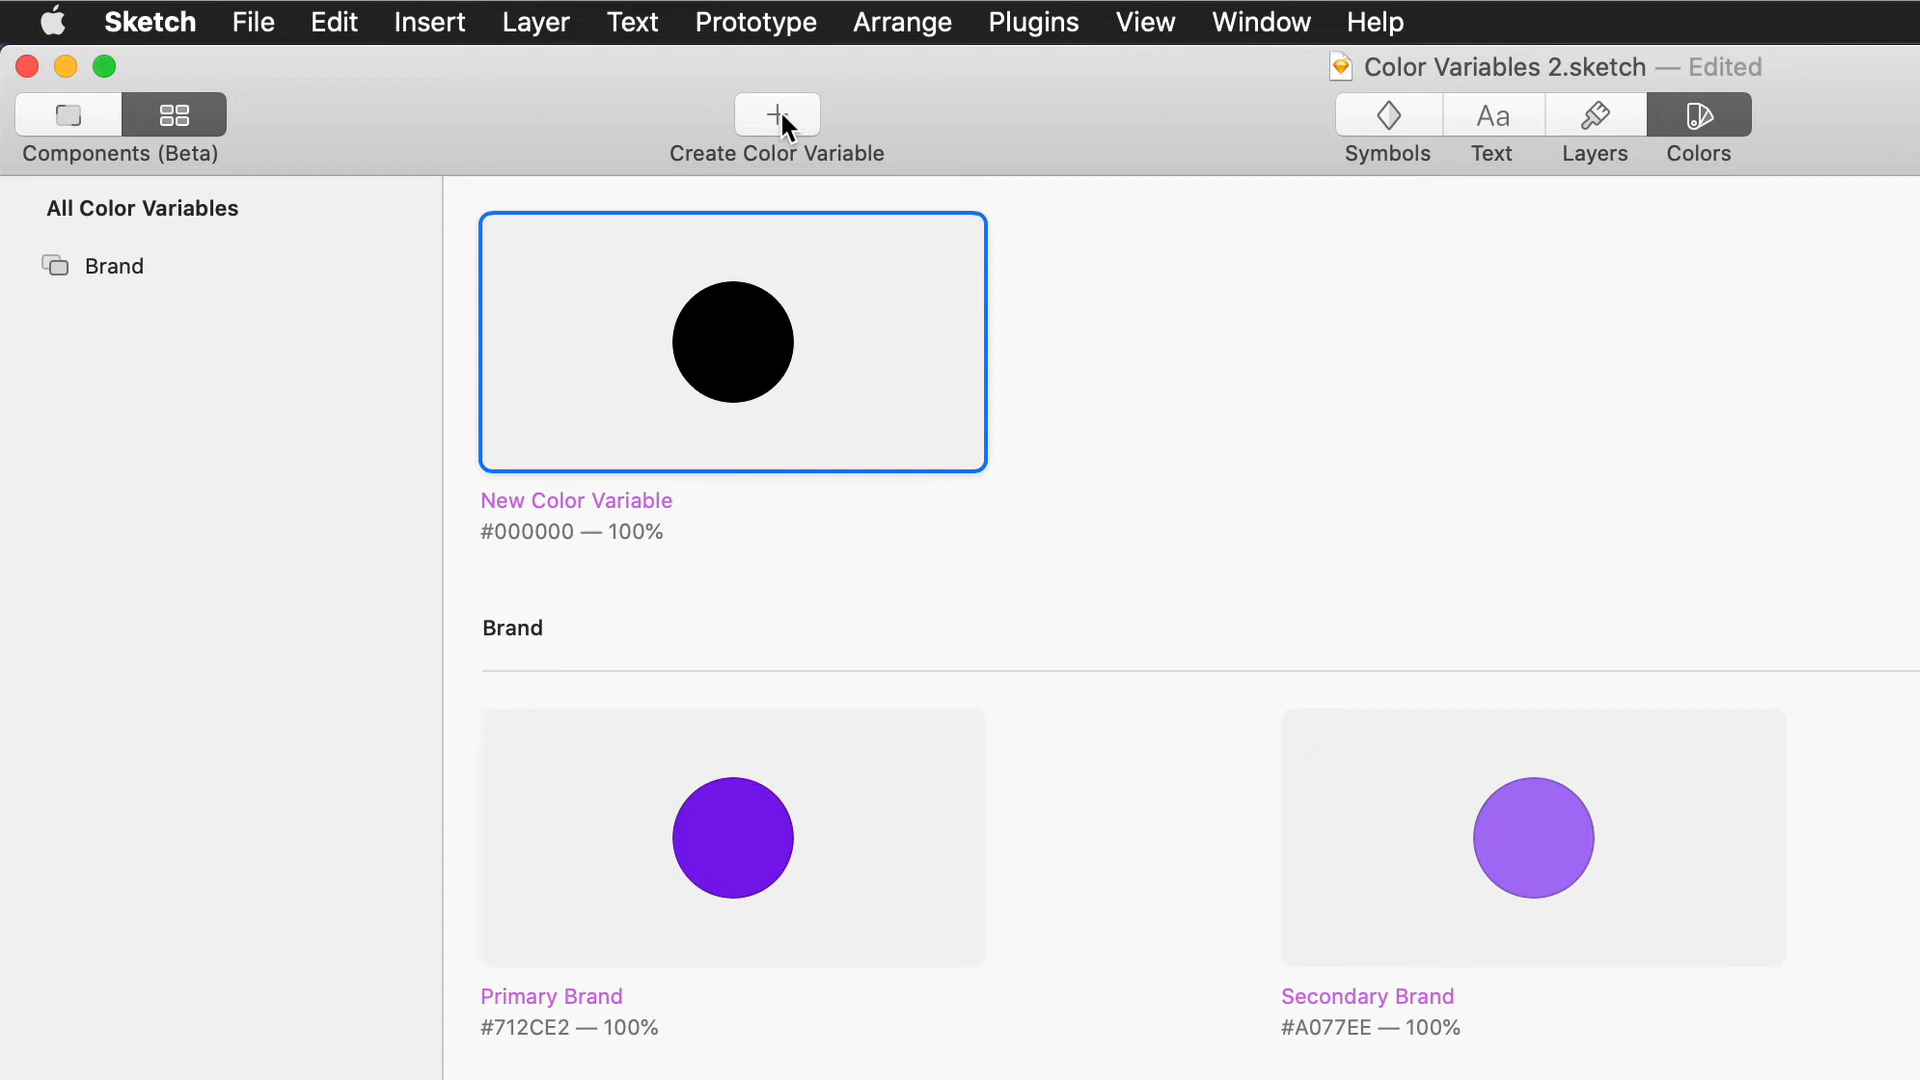 Sketch File Edit Insert Layer Text Prototype Arrange Plugins View Window Help
Color Variables 2.sketch — Edited
Aa
Components (Beta) Create Color Variable Symbols Text Layers Colors
All Color Variables
Brand
New Color Variable
#000000 — 100%
Brand
Primary Brand Secondary Brand
#712CE2 — 100% #A077EE — 100%